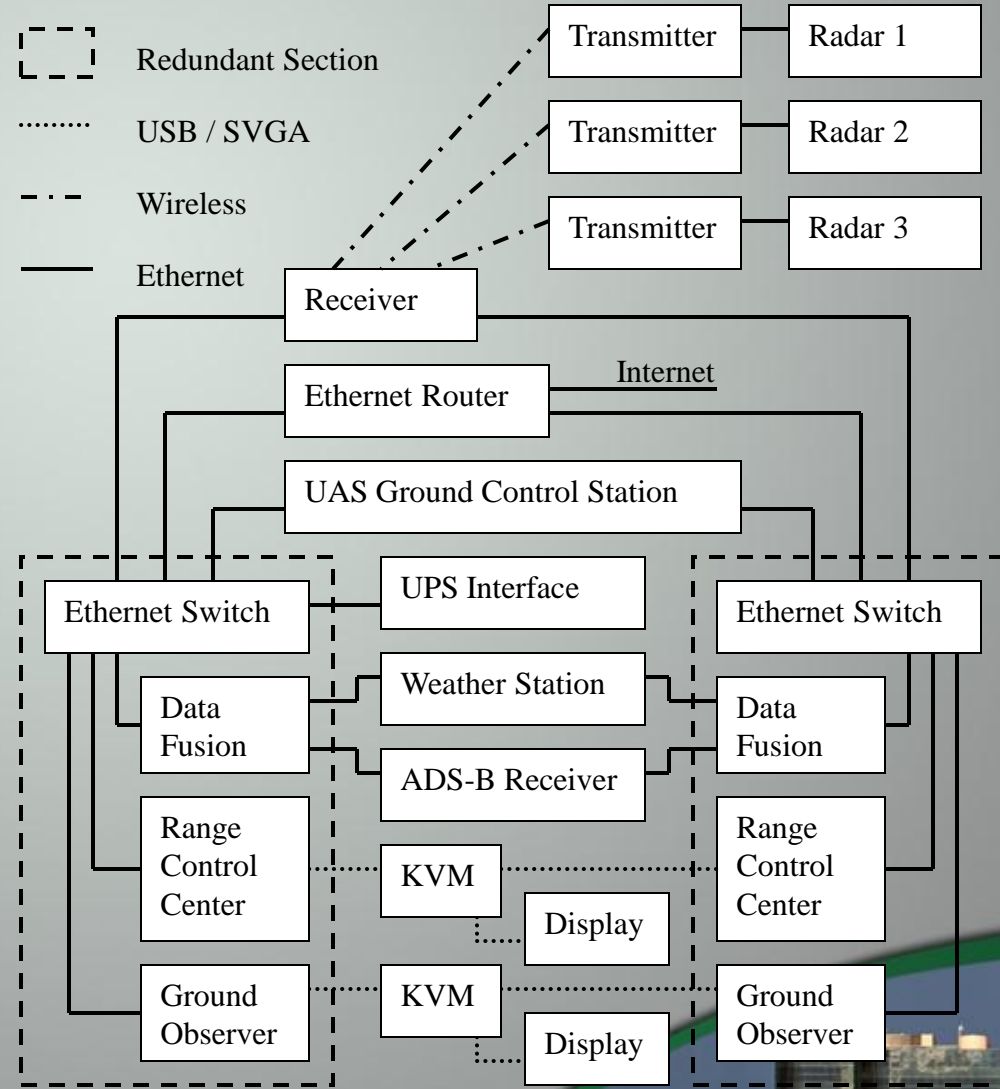 Redundant Section
USB / SVGA
Wireless
Ethernet
Transmitter
Radar 1
Transmitter
Radar 2
Transmitter
Radar 3
Receiver
Ethernet Router
Internet
UAS Ground Control Station
Ethernet Switch
UPS Interface
Ethernet Switch
Data
Fusion
Weather Station
Data
Fusion
ADS-B Receiver
Range
Control
Center
KVM
Display
Range
Control
Center
Ground
Observer
KVM
Display
Ground
Observer